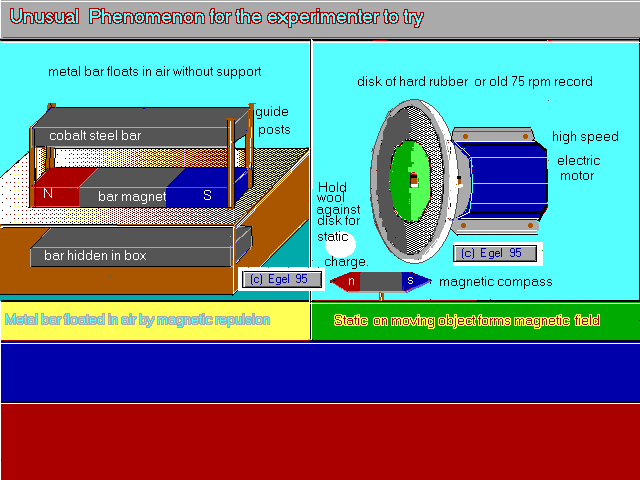 Unusual Phenomenon for the experimenter to try
metal bar floats in air without support
guide
posts
cobalt steel bar
N
bar magnet
S
bar hidden in box
(c) Egel 95
Metal bar floated in air by magnetic repulsion
disk of hard rubber or old 75 rpm record
high speed
electric
motor
Hold
wool
against
disk for
static
charge.
(c) Egel 95
n
s
magnetic compass
Static on moving object forms magnetic field